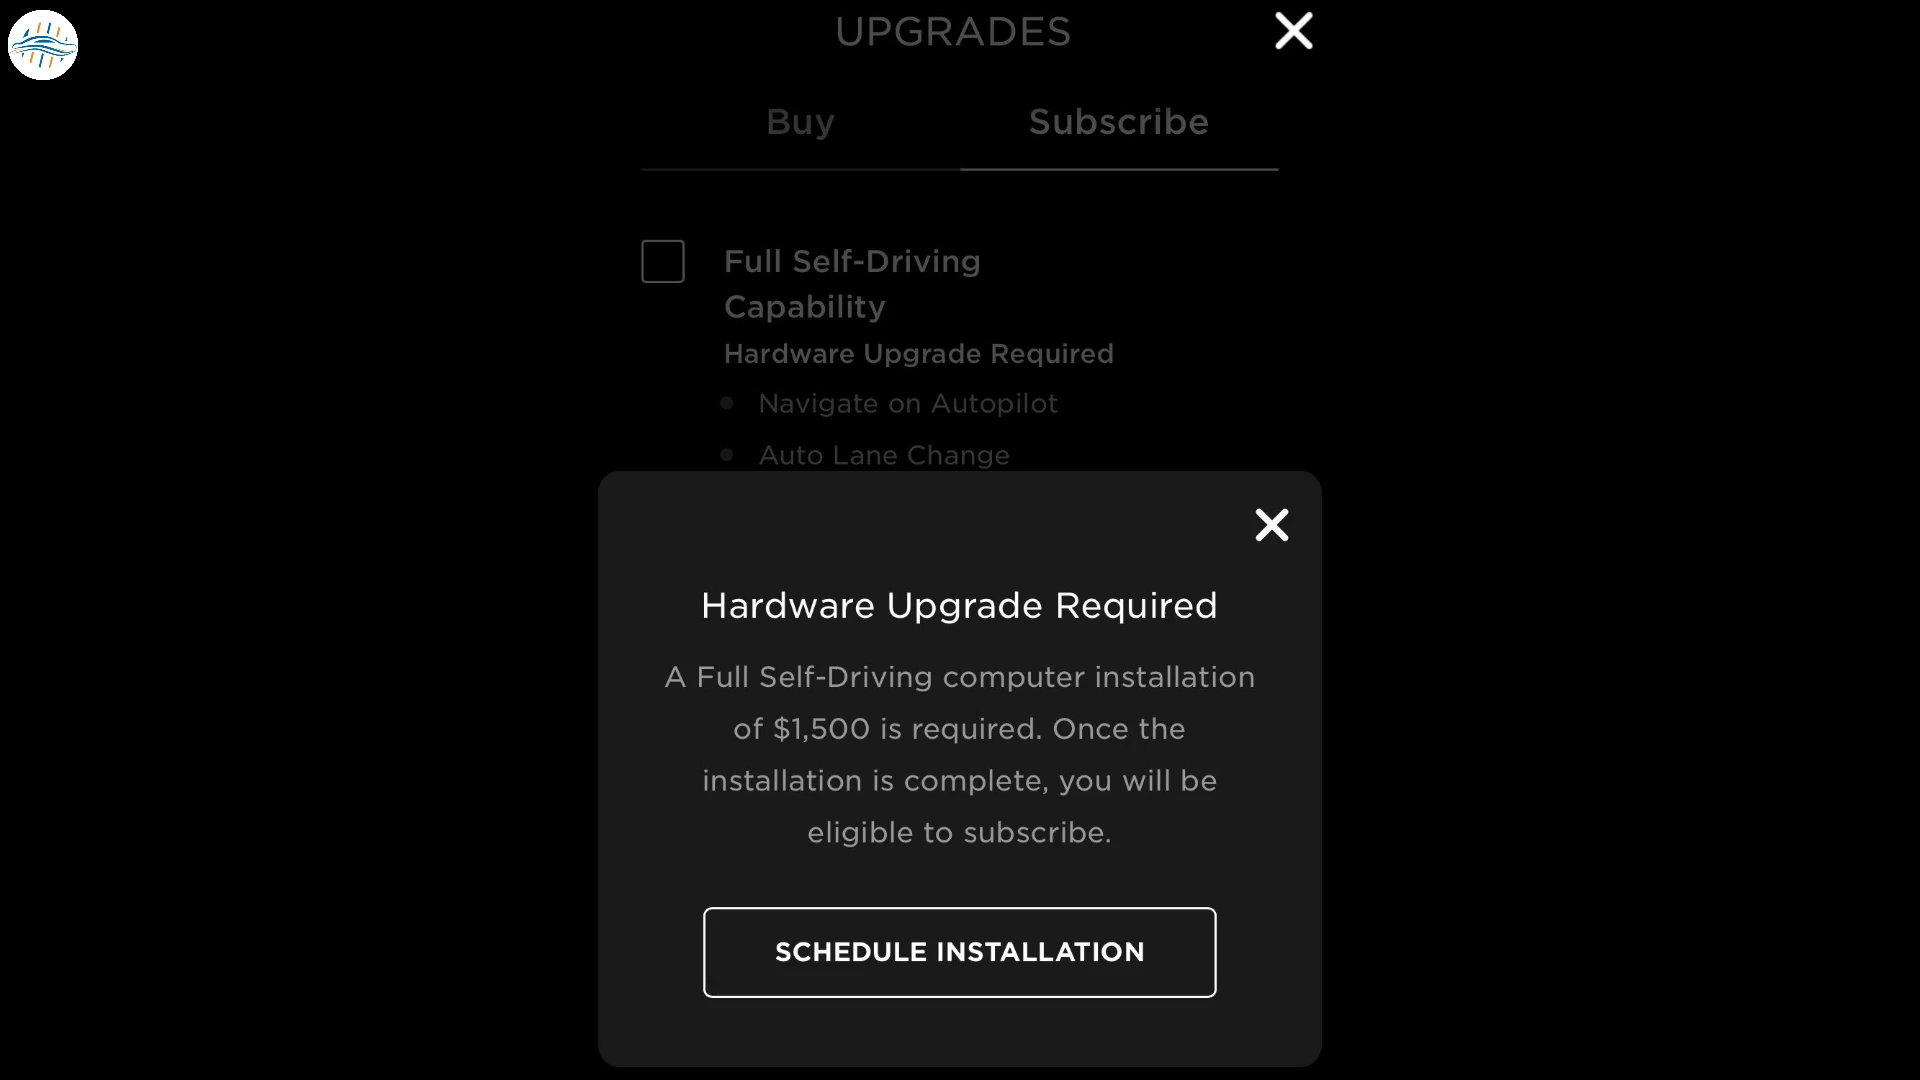 UPGRADES
Buy
Subscribe
Full Self-Driving
Capability
Hardware Upgrade Required
• Navigate on Autopilot
• Auto Lane Change
Hardware Upgrade Required
A Full Self-Driving computer installation
of $1,500 is required. Once the
installation is complete, you will be
eligible to subscribe.
SCHEDULE INSTALLATION